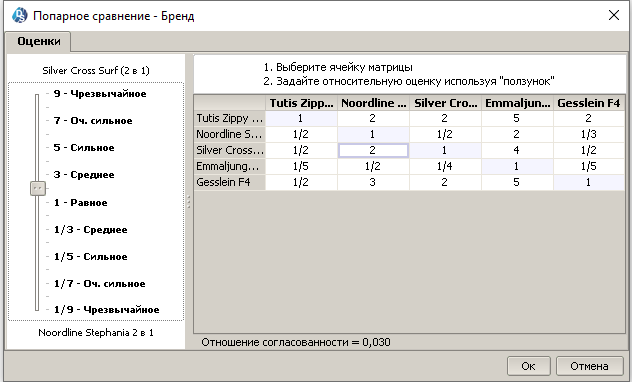 Попарное сравнение - Бренд
Оценки
Silver Cross Surf (2 в 1)
9 - Чрезвычайное
7 - Оч. сильное
5 - Сильное
3 - Среднее
1 - Равное
1/3 - Среднее
1/5 - Сильное
1/7 - Оч. сильное
1/9 - Чрезвычайное
Noordline Stephania 2 в 1
1. Выберите ячейку матрицы
2. Задайте относительную оценку используя "ползунок"
Tutis Zipp... Noordline ... Silver Cro... Emmaljun... Gesslein F4
Tutis Zippy ... 1 2 2 5 2
Noordline S... 1/2 1 1/2 2 1/3
Silver Cross... 1/2 2 1 4 1/2
Emmaljung... 1/5 1/2 1/4 1 1/5
Gesslein F4 1/2 3 2 5 1
Отношение согласованности = 0,030
Ок Отмена